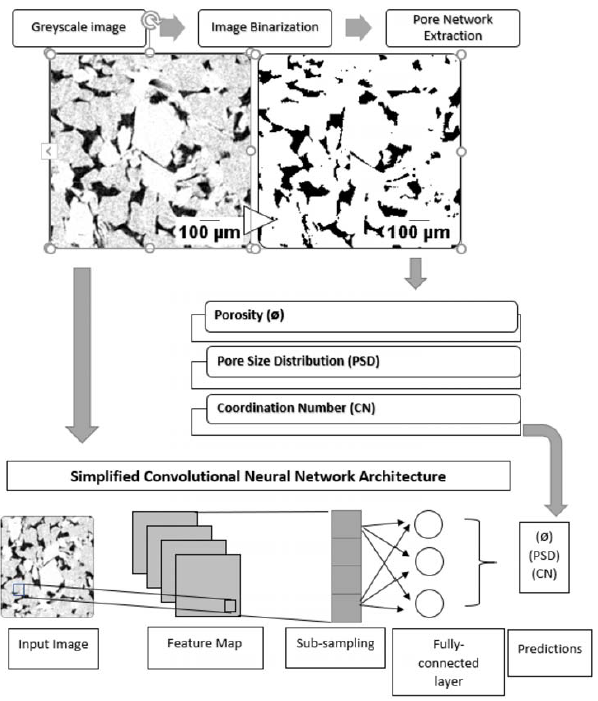 Greyscale image
Image Binarization
Pore Network
Extraction
100 µm
100 µm
Porosity (ø)
Pore Size Distribution (PSD)
Coordination Number (CN)
Simplified Convolutional Neural Network Architecture
(ø)
(PSD)
(CN)
Input Image
Feature Map
Sub-sampling
Fully-
connected
layer
Predictions